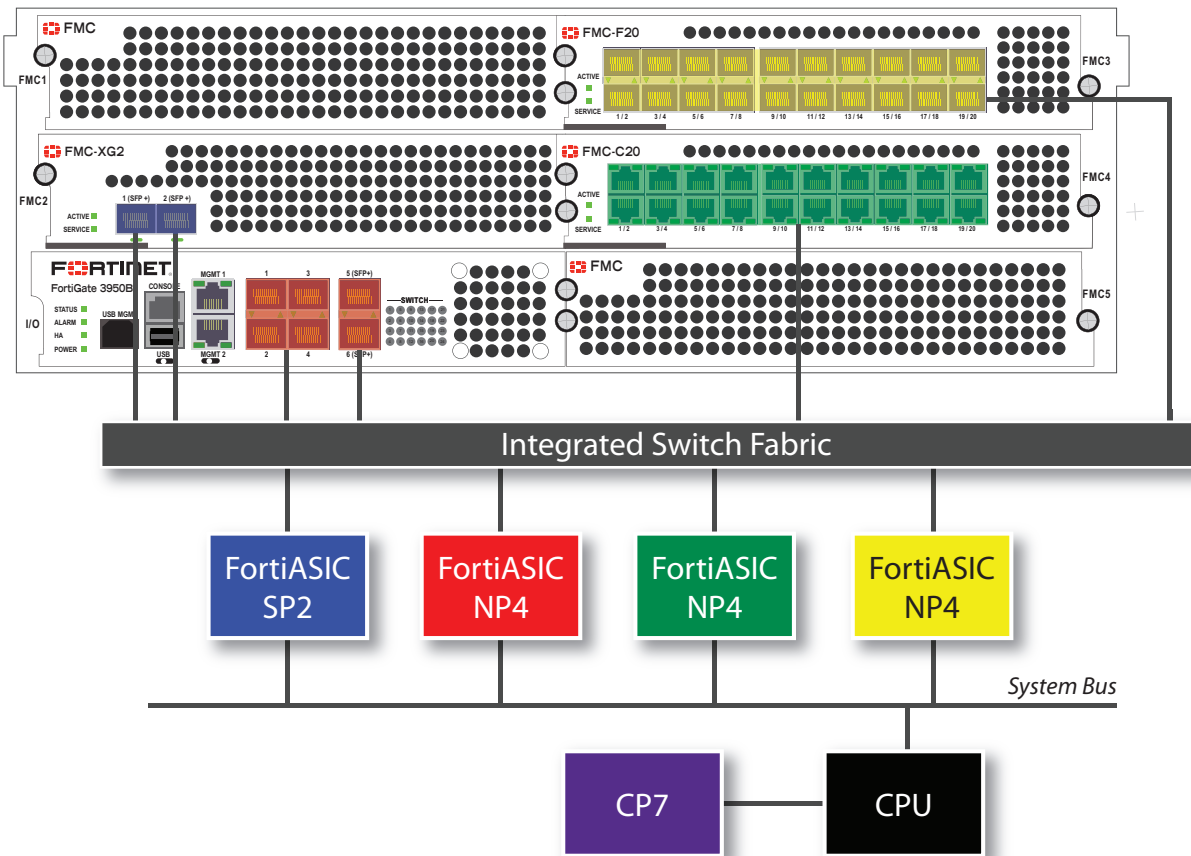 FMC
FMC1
FMC-F20
ACTIVE
SERVICE
1 / 2 3 / 4 5 / 6 7 / 8 9 / 10 11 / 12 13 / 14 15 / 16 17 / 18 19 / 20
FMC3
FMC-XG2
FMC2
1 (SFP +) 2 (SFP +)
ACTIVE
SERVICE
FMC-C20
ACTIVE
SERVICE
1 / 2 3 / 4 5 / 6 7 / 8 9 / 10 11 / 12 13 / 14 15 / 16 17 / 18 19 / 20
FMC4
FORTINET
FortiGate 3950B
I/O
STATUS
ALARM
HA
POWER
USB MGMT
CONSOLE
USB
MGMT 1
MGMT 2
1 3 5 (SFP+)
2 4 6 (SFP+)
SWITCH
FMC
FMC5
Integrated Switch Fabric
FortiASIC
SP2
FortiASIC
NP4
FortiASIC
NP4
FortiASIC
NP4
System Bus
CP7
CPU